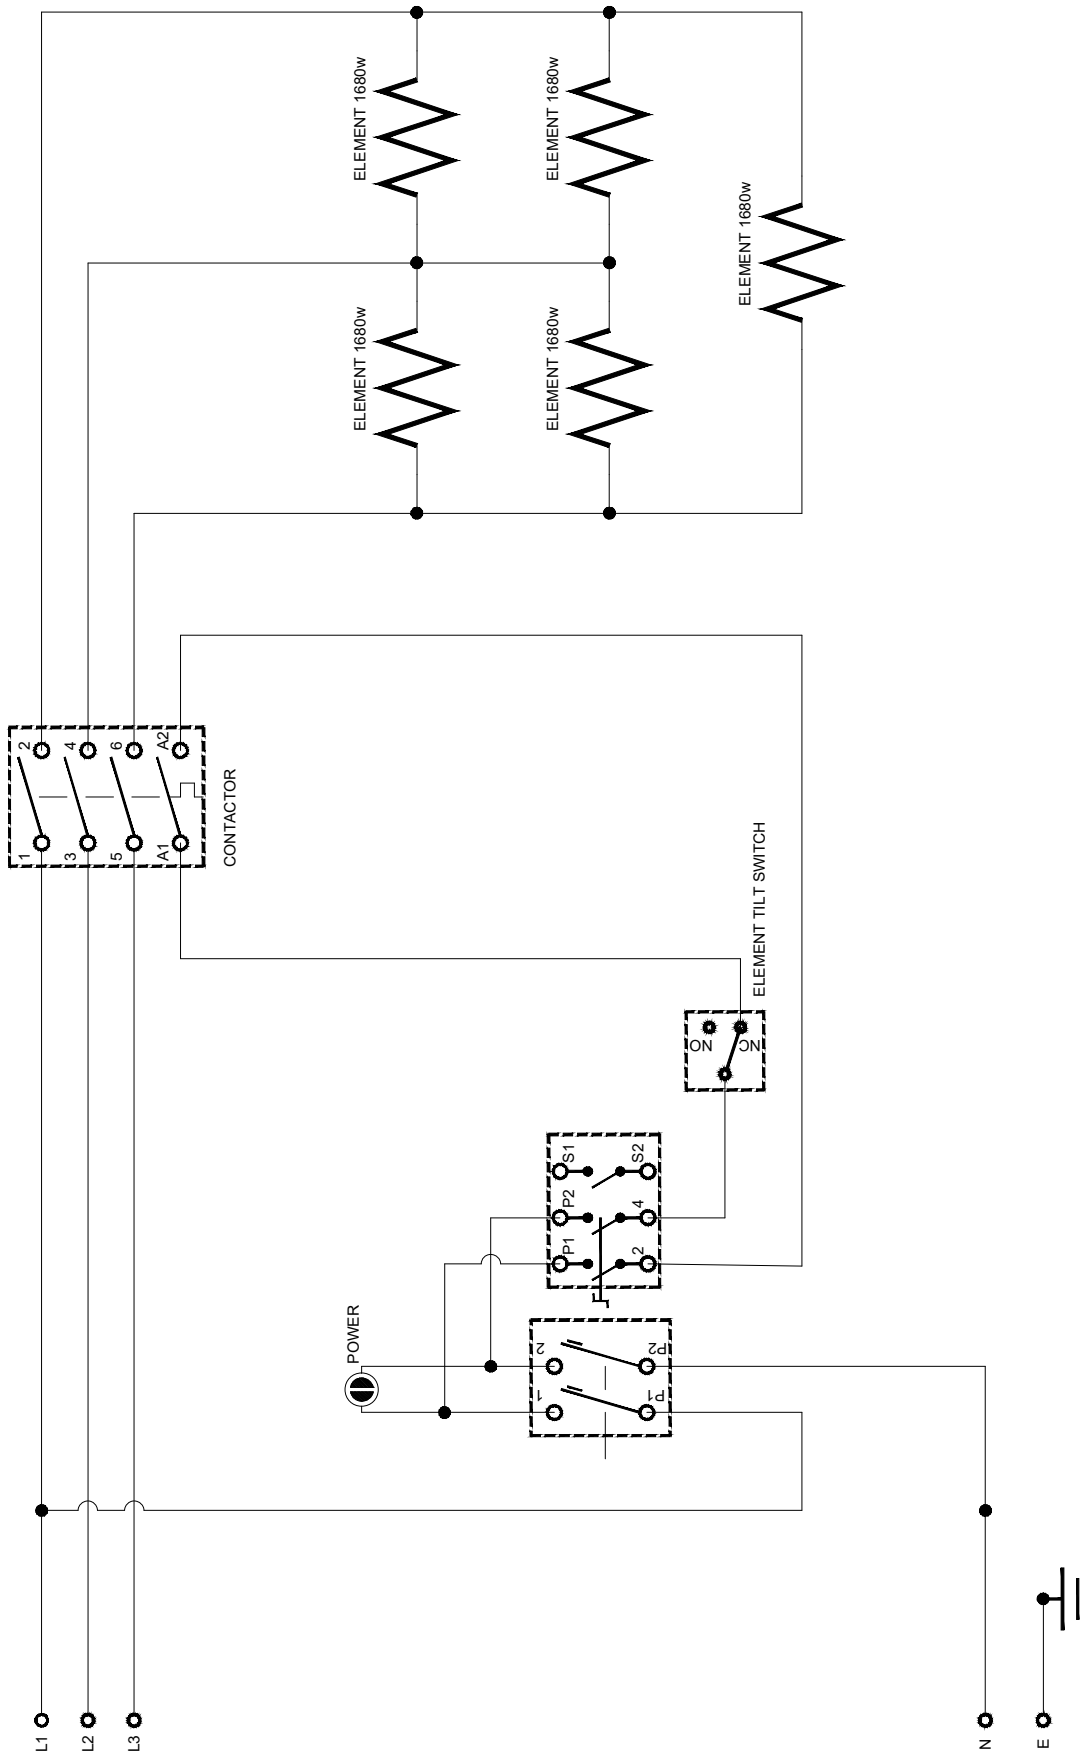 ELEMENT 1680w
ELEMENT 1680w
ELEMENT 1680w
ELEMENT 1680w
ELEMENT 1680w
2
4
6
A2
1
3
5
A1
CONTACTOR
ELEMENT TILT SWITCH
NO
NC
S1
S2
P2
4
P1
2
POWER
2
P2
1
P1
L1
L2
L3
N
E